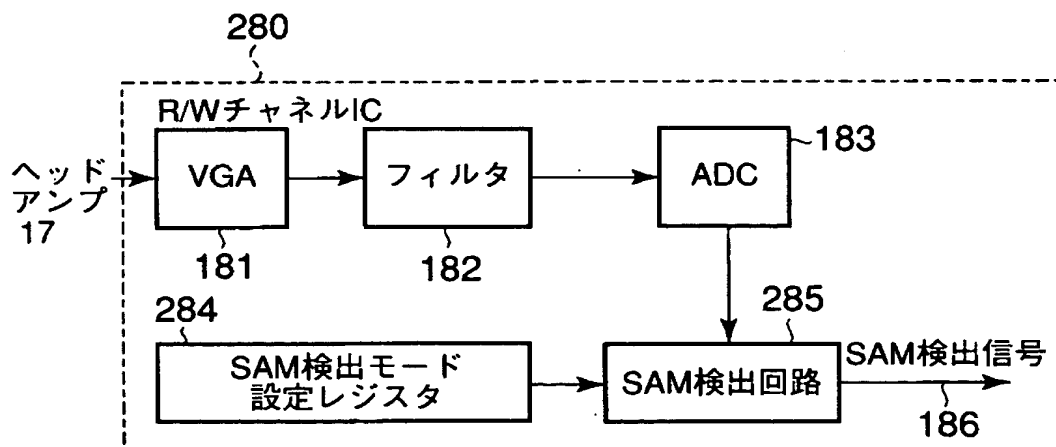 280
R/WチャネルIC
ヘッド
アンプ
17
VGA
181
フィルタ
182
ADC
183
284
SAM検出モード
設定レジスタ
285
SAM検出回路
SAM検出信号
186